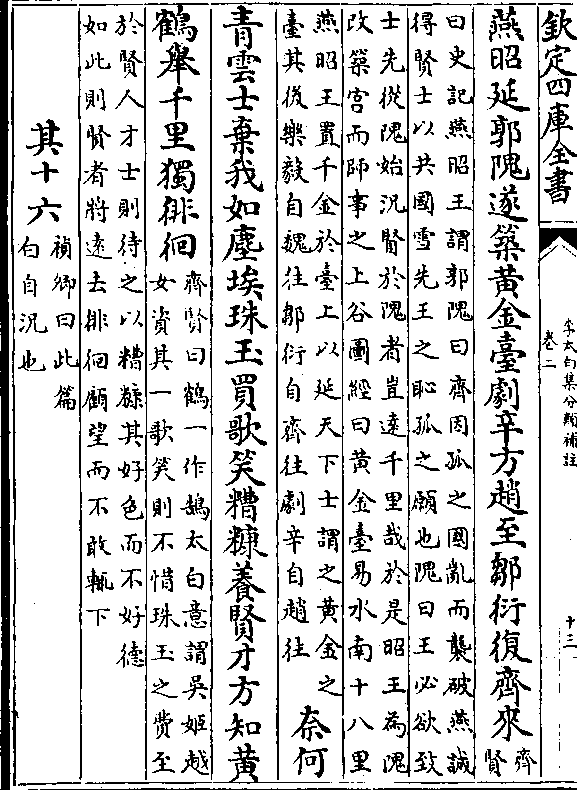 欽定四庫全書
李太白集分類補註
卷二
十三
燕昭延郭隗遂築黃金臺劇辛方趙至鄒衍復齊來
齊賢
曰史記燕昭王謂郭隗曰齊因孤之國亂而襲破燕誠
得賢士以共國雪先王之恥孤之願也隗曰王必欲致
士先從隗始況賢於隗者豈遠千里哉於是昭王為隗
改築宮而師事之上谷圖經曰黃金臺易水南十八里
燕昭王置千金於臺上以延天下士謂之黃金之
臺其後樂毅自魏往鄒衍自齊往劇辛自趙往
奈何
青雲士棄我如塵埃珠玉買歌笑糟糠養賢才方知黃
鶴舉千里獨徘徊
齊賢曰鶴一作鵠太白意謂吳姬越
女資其一歌笑則不惜珠玉之費至
於賢人才士則待之以糟糠其好色而不好德
如此則賢者將遠去徘徊顧望而不敢輒下
其十六
禎卿曰此篇
白自況也